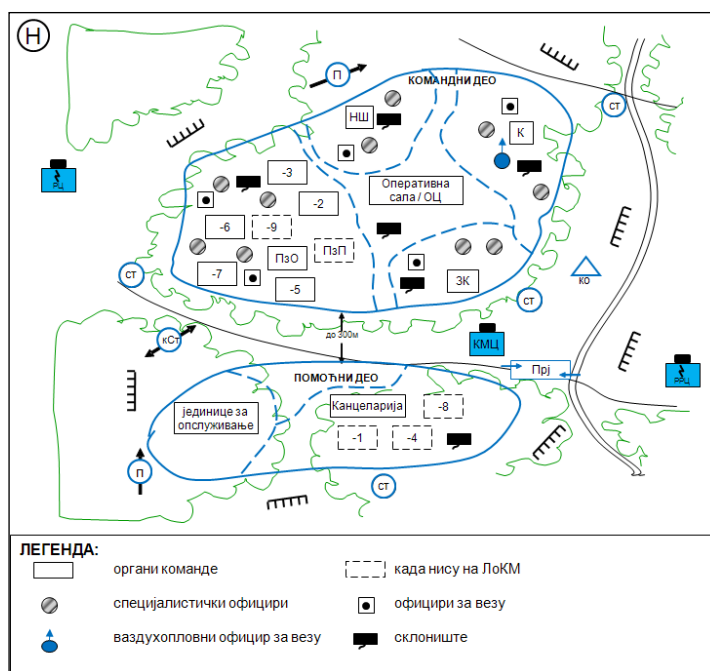 Н
П
КОМАНДНИ ДЕО
НШ
К
ст
-3
РЦ
-2
Оперативна
сала / ОЦ
-6
-9
ПзО
ПзП
-7
-5
ЗК
ст
ст
ко
кСт
до 300м
КМЦ
Прј
РРЦ
ПОМОЋНИ ДЕО
јединице за
опслуживање
Канцеларија
-8
-1
-4
П
ст
ЛЕГЕНДА:
органи команде
када нису на ЛоКМ
специјалистички официри
официри за везу
ваздухопловни официр за везу
склониште